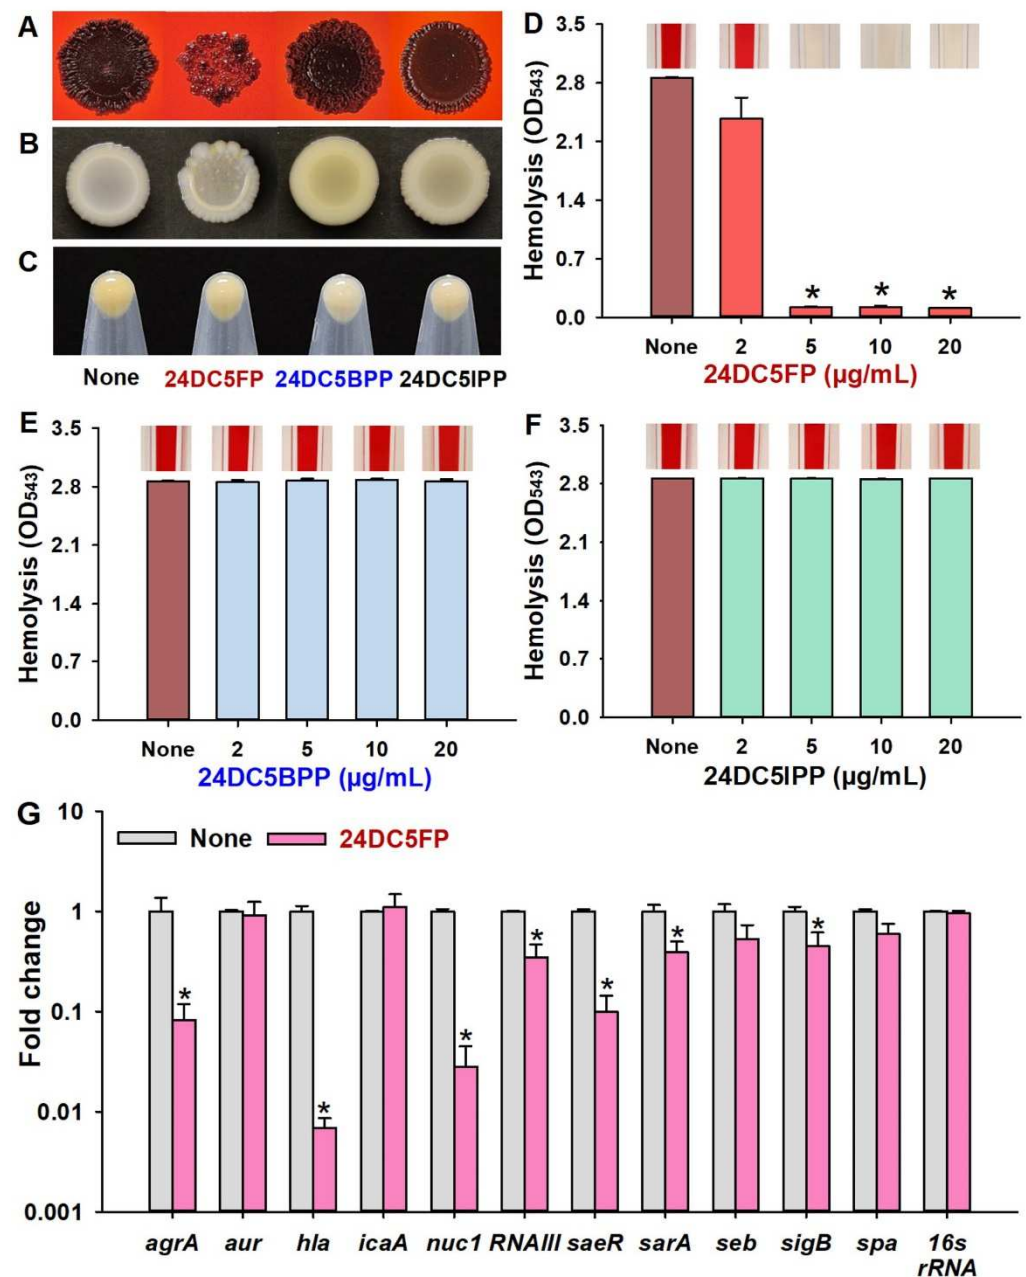 A
B
C
None 24DC5FP 24DC5BPP 24DC5IPP
D
Hemolysis (OD543)
3.5
2.8
2.1
1.4
0.7
0.0
* * *
None 2 5 10 20
24DC5FP (µg/mL)
E
Hemolysis (OD543)
3.5
2.8
2.1
1.4
0.7
0.0
None 2 5 10 20
24DC5BPP (µg/mL)
F
Hemolysis (OD543)
3.5
2.8
2.1
1.4
0.7
0.0
None 2 5 10 20
24DC5IPP (µg/mL)
G
Fold change
10
1
0.1
0.01
0.001
None 24DC5FP
* * * * * * *
agrA aur hla icaA nuc1 RNAIII saeR sarA seb sigB spa 16s
rRNA